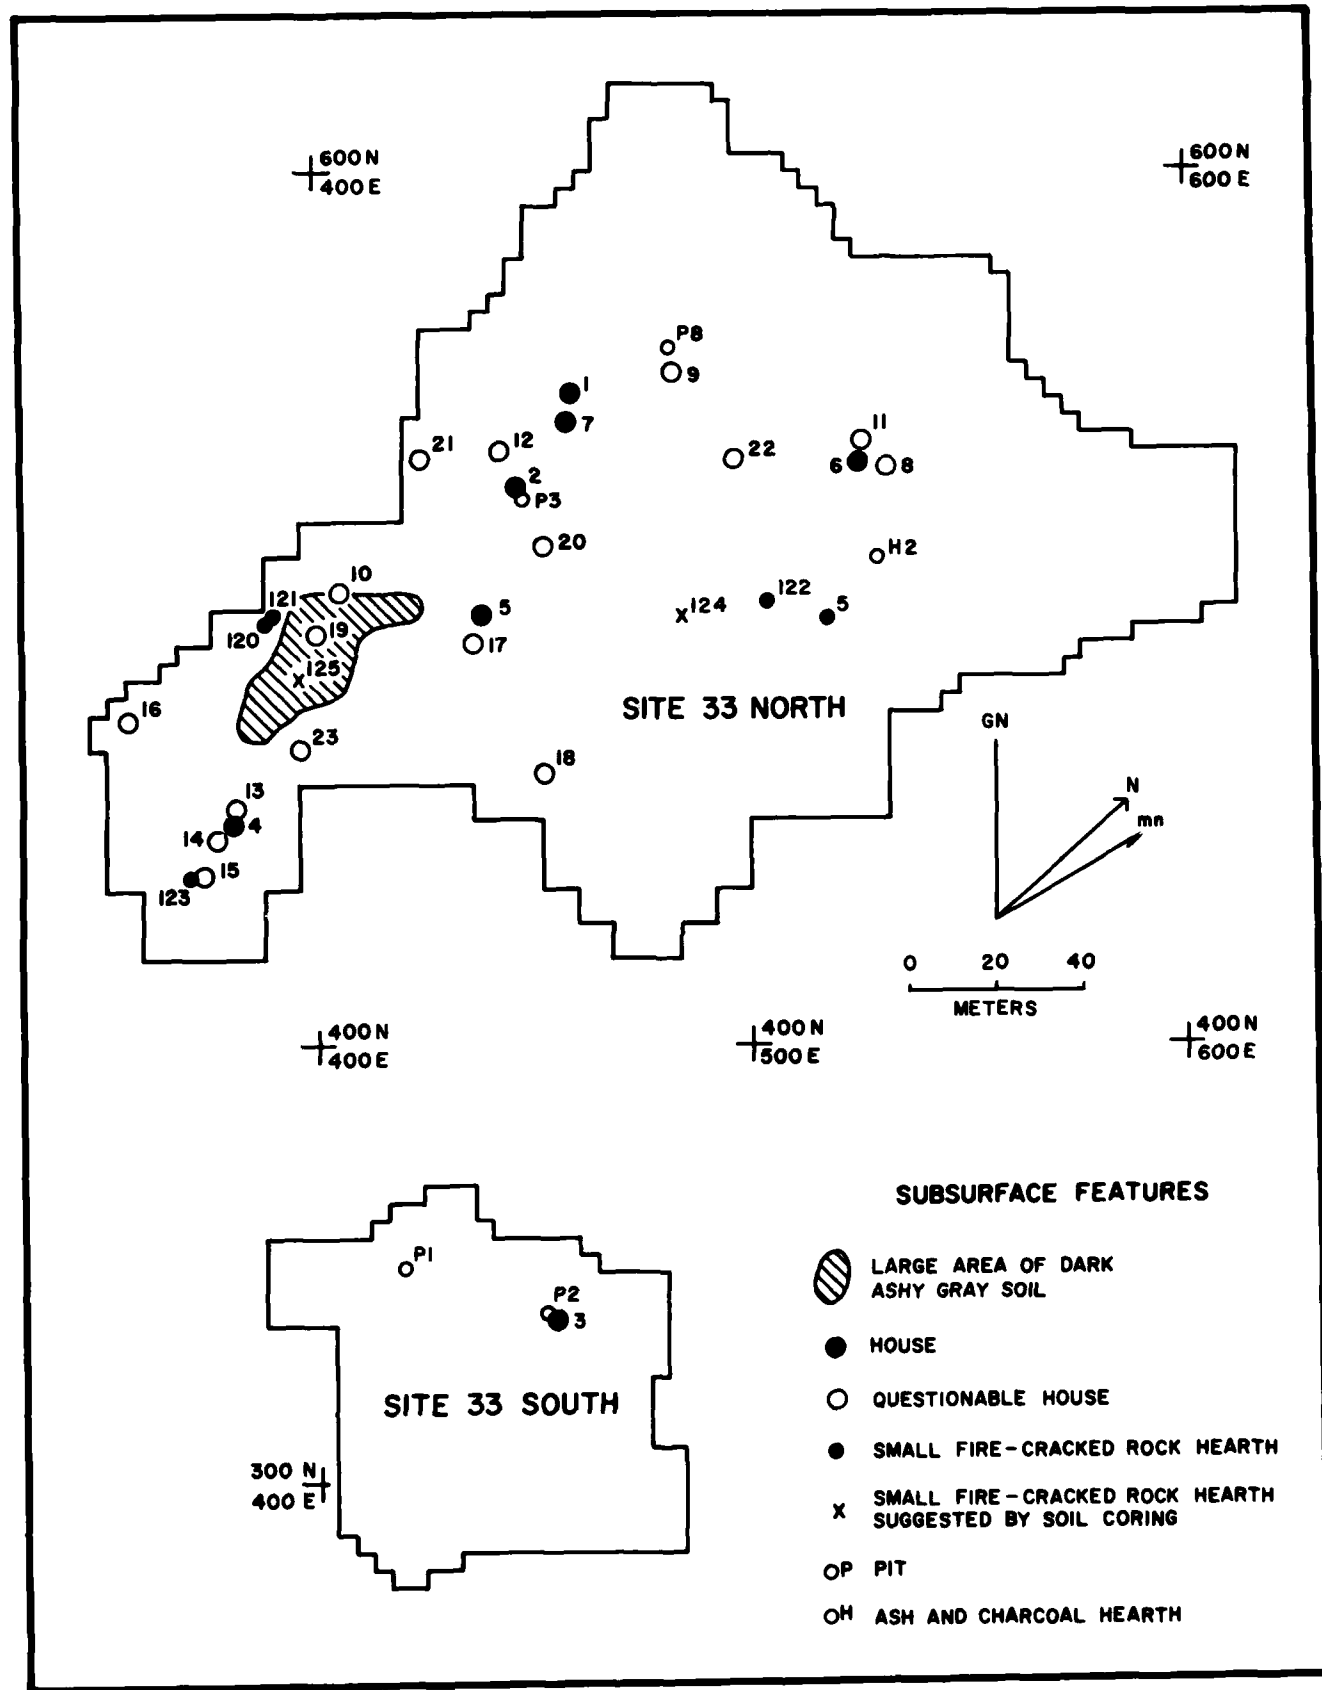 600 N
400 E
600 N
600 E
P8
9
1
7
21
12
22
11
6
8
2
P3
20
H2
10
121
120
19
125
5
17
124
122
5
16
SITE 33 NORTH
23
18
GN
N
mn
13
4
14
15
123
0 20 40
METERS
400 N
400 E
400 N
500 E
400 N
600 E
SUBSURFACE FEATURES
P1
P2
3
LARGE AREA OF DARK
ASHY GRAY SOIL
HOUSE
SITE 33 SOUTH
QUESTIONABLE HOUSE
SMALL FIRE-CRACKED ROCK HEARTH
300 N
400 E
X SMALL FIRE-CRACKED ROCK HEARTH
SUGGESTED BY SOIL CORING
P PIT
H ASH AND CHARCOAL HEARTH